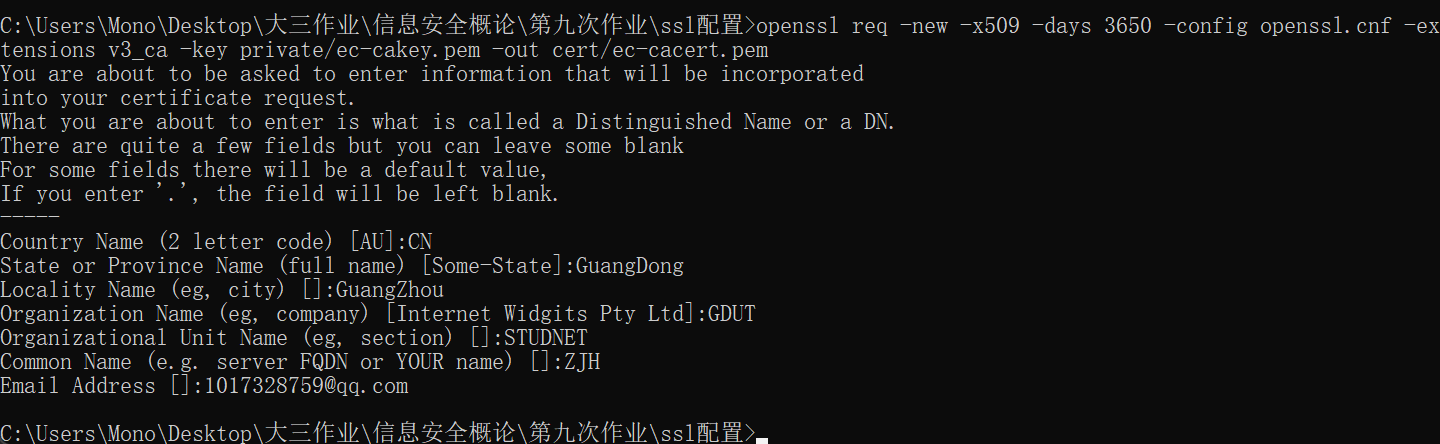 C:\Users\Mono\Desktop\大三作业\信息安全概论\第九次作业\ssl配置>openssl req -new -x509 -days 3650 -config openssl.cnf -ex
tensions v3_ca -key private/ec-cakey.pem -out cert/ec-cacert.pem
You are about to be asked to enter information that will be incorporated
into your certificate request.
What you are about to enter is what is called a Distinguished Name or a DN.
There are quite a few fields but you can leave some blank
For some fields there will be a default value,
If you enter '.', the field will be left blank.
-----
Country Name (2 letter code) [AU]:CN
State or Province Name (full name) [Some-State]:GuangDong
Locality Name (eg, city) []:GuangZhou
Organization Name (eg, company) [Internet Widgits Pty Ltd]:GDUT
Organizational Unit Name (eg, section) []:STUDNET
Common Name (e.g. server FQDN or YOUR name) []:ZJH
Email Address []:1017328759@qq.com
C:\Users\Mono\Desktop\大三作业\信息安全概论\第九次作业\ssl配置>